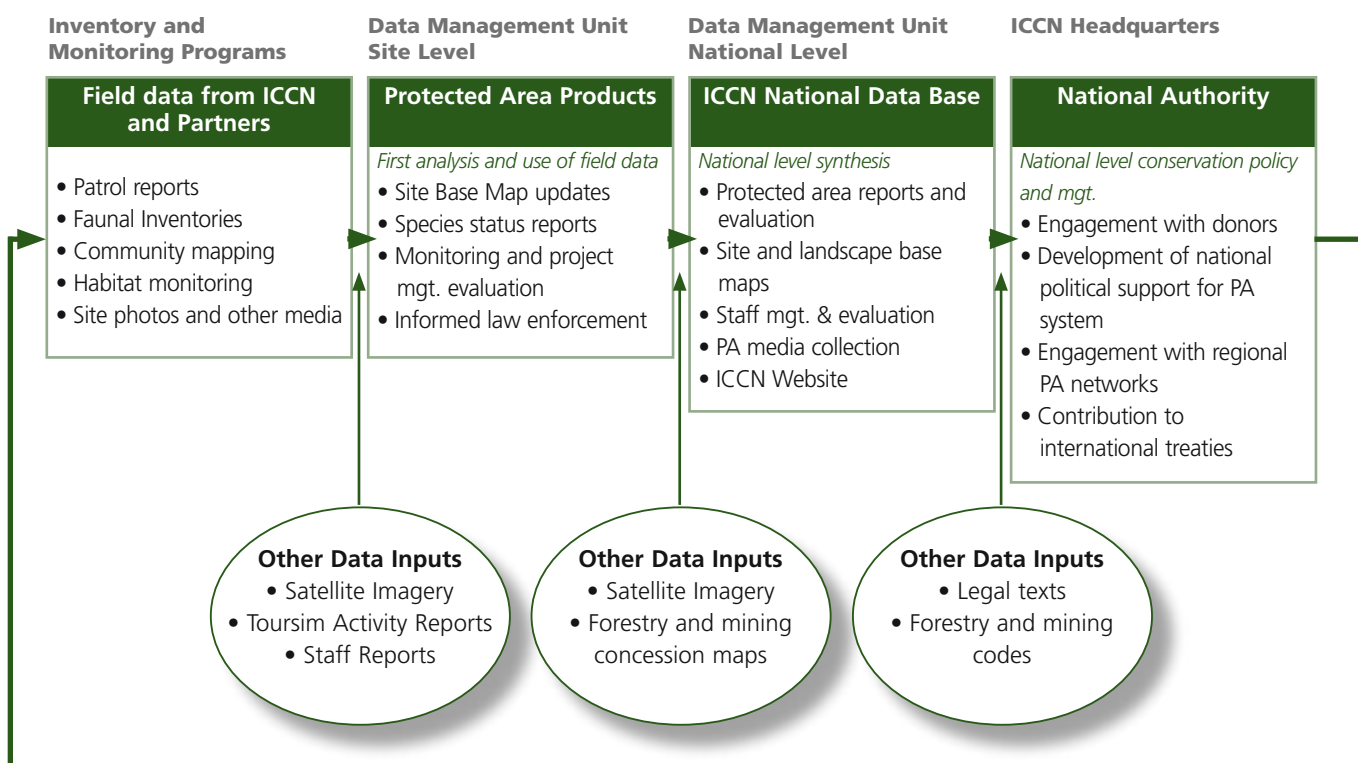 Inventory and
Monitoring Programs
Field data from ICCN
and Partners
• Patrol reports
• Faunal Inventories
• Community mapping
• Habitat monitoring
• Site photos and other media
Data Management Unit
Site Level
Protected Area Products
First analysis and use of field data
• Site Base Map updates
• Species status reports
• Monitoring and project
mgt. evaluation
• Informed law enforcement
Data Management Unit
National Level
ICCN National Data Base
National level synthesis
• Protected area reports and
evaluation
• Site and landscape base
maps
• Staff mgt. & evaluation
• PA media collection
• ICCN Website
ICCN Headquarters
National Authority
National level conservation policy
and mgt.
• Engagement with donors
• Development of national
political support for PA
system
• Engagement with regional
PA networks
• Contribution to
international treaties
Other Data Inputs
• Satellite Imagery
• Toursim Activity Reports
• Staff Reports
Other Data Inputs
• Satellite Imagery
• Forestry and mining
concession maps
Other Data Inputs
• Legal texts
• Forestry and mining
codes